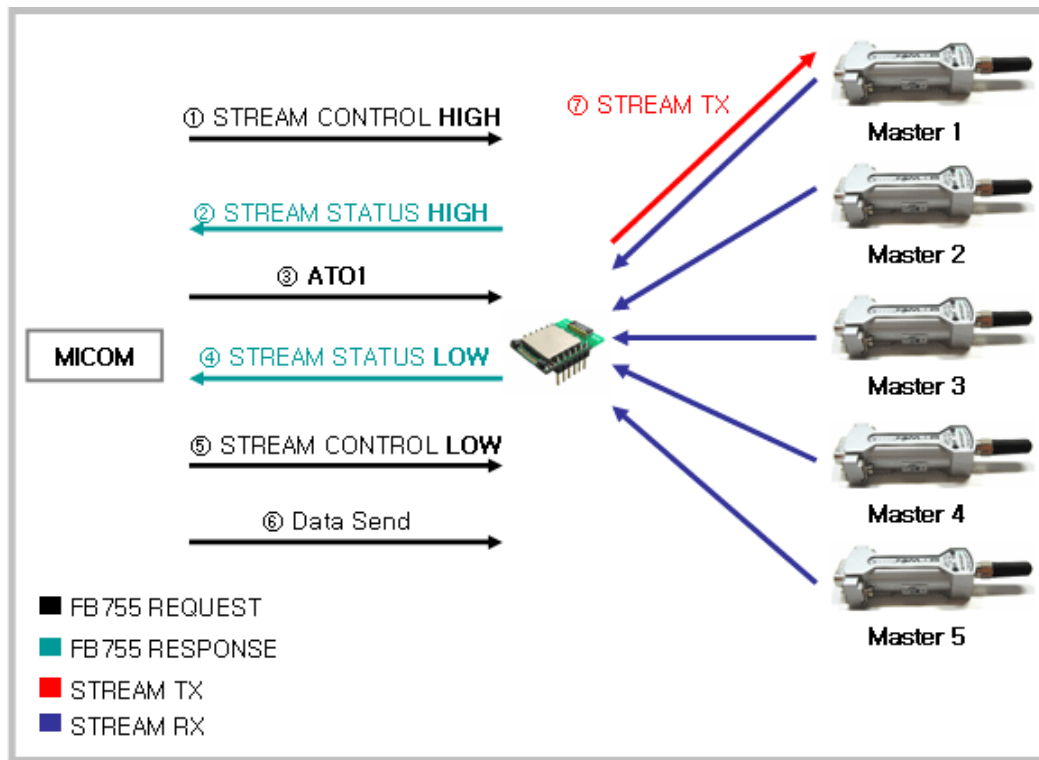 ① STREAM CONTROL HIGH
⑦ STREAM TX
Master 1
② STREAM STATUS HIGH
Master 2
③ ATO1
MICOM
④ STREAM STATUS LOW
Master 3
⑤ STREAM CONTROL LOW
⑥ Data Send
Master 4
FB755 REQUEST
FB755 RESPONSE
Master 5
STREAM TX
STREAM RX